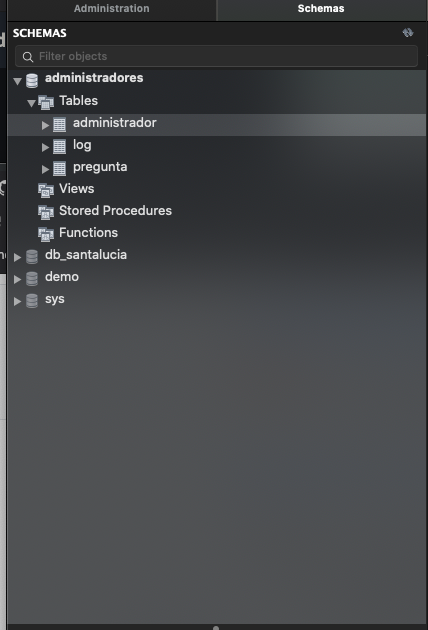 Administration
Schemas
SCHEMAS
Filter objects
administradores
Tables
administrador
log
pregunta
Views
Stored Procedures
Functions
db_santalucia
demo
sys